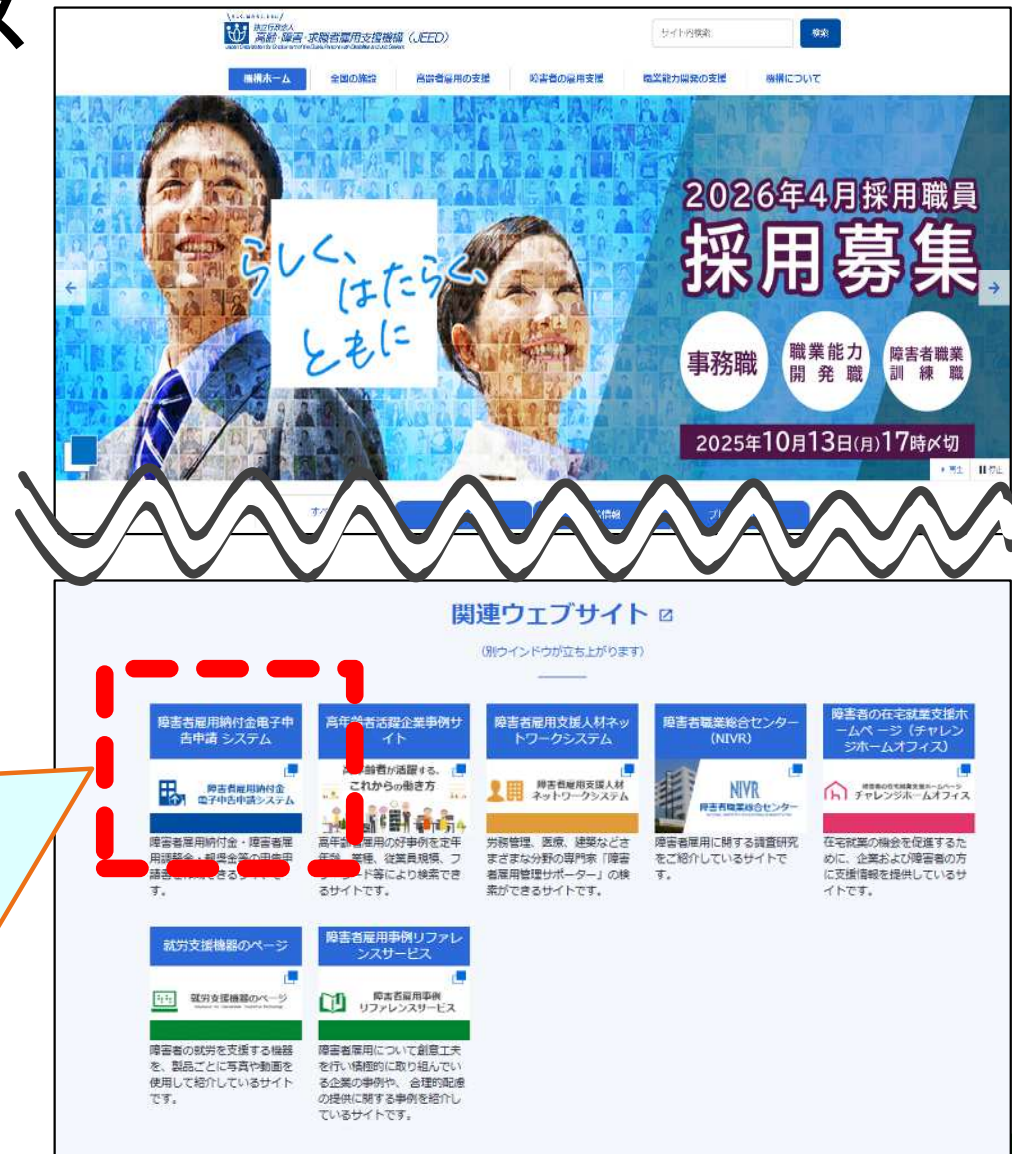 独立行政法人
高齢・障害・求職者雇用支援機構（JEED）
サイト内検索
検索
機構ホーム
全国の施設
高齢者雇用の支援
障害者の雇用支援
職業能力開発の支援
機構について
らしく、
はたらく、
ともに
2026年4月採用職員
採用募集
事務職
職業能力
開発職
障害者職業
訓練職
2025年10月13日(月)17時〆切
再生
停止
関連ウェブサイト
(別ウインドウが立ち上がります)
障害者雇用納付金電子申
告申請 システム
障害者雇用納付金
電子申告申請システム
障害者雇用納付金・障害者雇
す。
高年齢者活躍企業事例サ
イト
高年齢者が活躍する、
これからの働き方
高年齢者雇用の好事例を定年
年齢、業種、従業員規模、フ
リーワード等により検索でき
るサイトです。
障害者雇用支援人材ネッ
トワークシステム
障害者雇用支援人材
ネットワークシステム
労務管理、医療、建築などさ
まざまな分野の専門家「障害
者雇用管理サポーター」の検
索ができるサイトです。
障害者職業総合センター
(NIVR)
NIVR
障害者職業総合センター
障害者雇用に関する調査研究
をご紹介しているサイトで
す。
障害者の在宅就業支援ホ
ームペ ージ（チャレン
ジホームオフィス）
障害者の在宅就業支援ホームページ
チャレンジホームオフィス
在宅就業の機会を促進するた
めに、企業および障害者の方
に支援情報を提供しているサ
イトです。
就労支援機器のページ
就労支援機器のページ
障害者の就労を支援する機器
を、製品ごとに写真や動画を
使用して紹介しているサイト
です。
障害者雇用事例リファレ
ンスサービス
障害者雇用事例
リファレンスサービス
障害者雇用について創意工夫
を行い積極的に取り組んでい
る企業の事例や、 合理的配慮
の提供に関する事例を紹介し
ているサイトです。